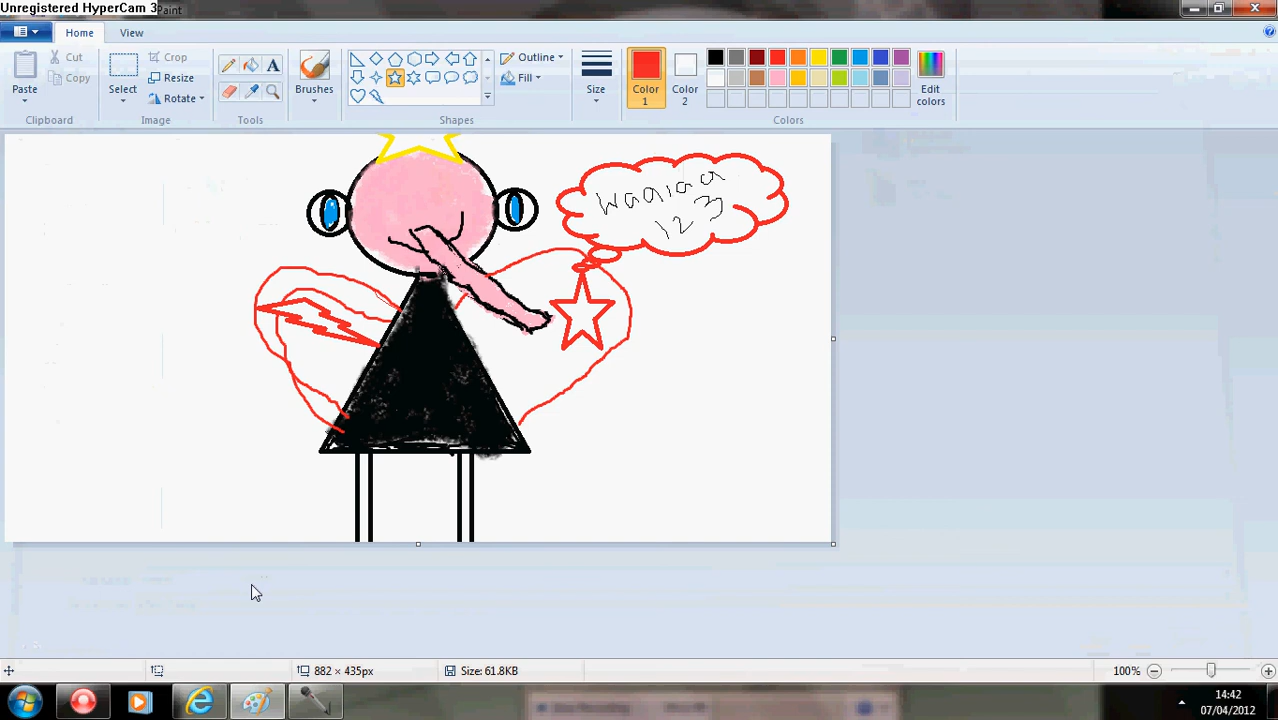 Unregistered HyperCam 3
Paint
Home
View
Paste
Cut
Copy
Clipboard
Select
Crop
Resize
Rotate
Image
Tools
Brushes
Shapes
Outline
Fill
Size
Color 1
Color 2
Edit colors
Colors
waaiaa
123
882 × 435px
Size: 61.8KB
100%
14:42
07/04/2012